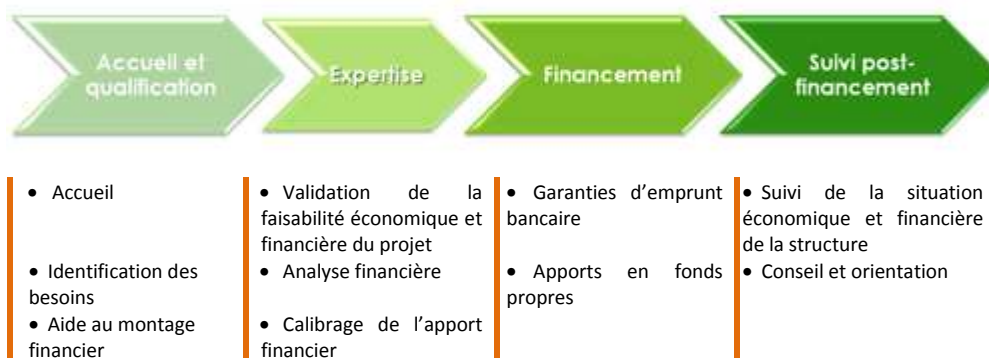 Accueil et
qualification
Expertise
Financement
Suivi post-
financement
• Accueil
• Identification des
besoins
• Aide au montage
financier
• Validation de la
faisabilité économique et
financière du projet
• Analyse financière
• Calibrage de l’apport
financier
• Garanties d’emprunt
bancaire
• Apports en fonds
propres
• Suivi de la situation
économique et financière
de la structure
• Conseil et orientation